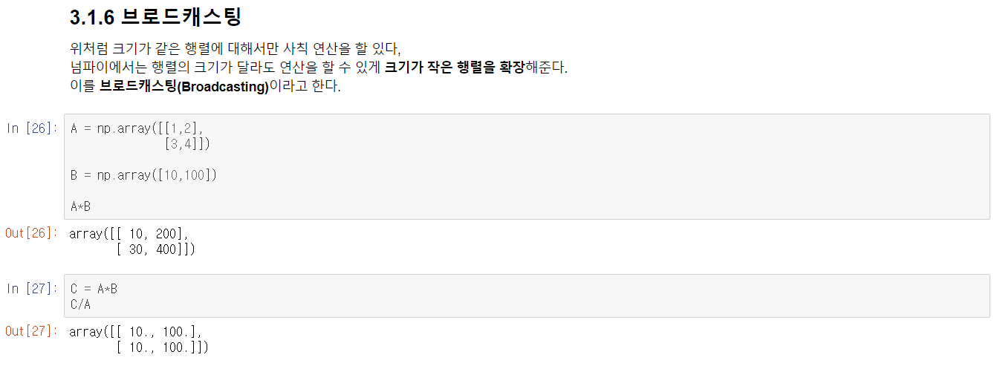 3.1.6 브로드캐스팅
위처럼 크기가 같은 행렬에 대해서만 사칙 연산을 할 있다,
넘파이에서는 행렬의 크기가 달라도 연산을 할 수 있게 크기가 작은 행렬을 확장해준다.
이를 브로드캐스팅(Broadcasting)이라고 한다.
In [26]: A = np.array([[1,2],
[3,4]])
B = np.array([10,100])
A*B
Out[26]: array([[ 10, 200],
[ 30, 400]])
In [27]: C = A*B
C/A
Out[27]: array([[ 10., 100.],
[ 10., 100.]])